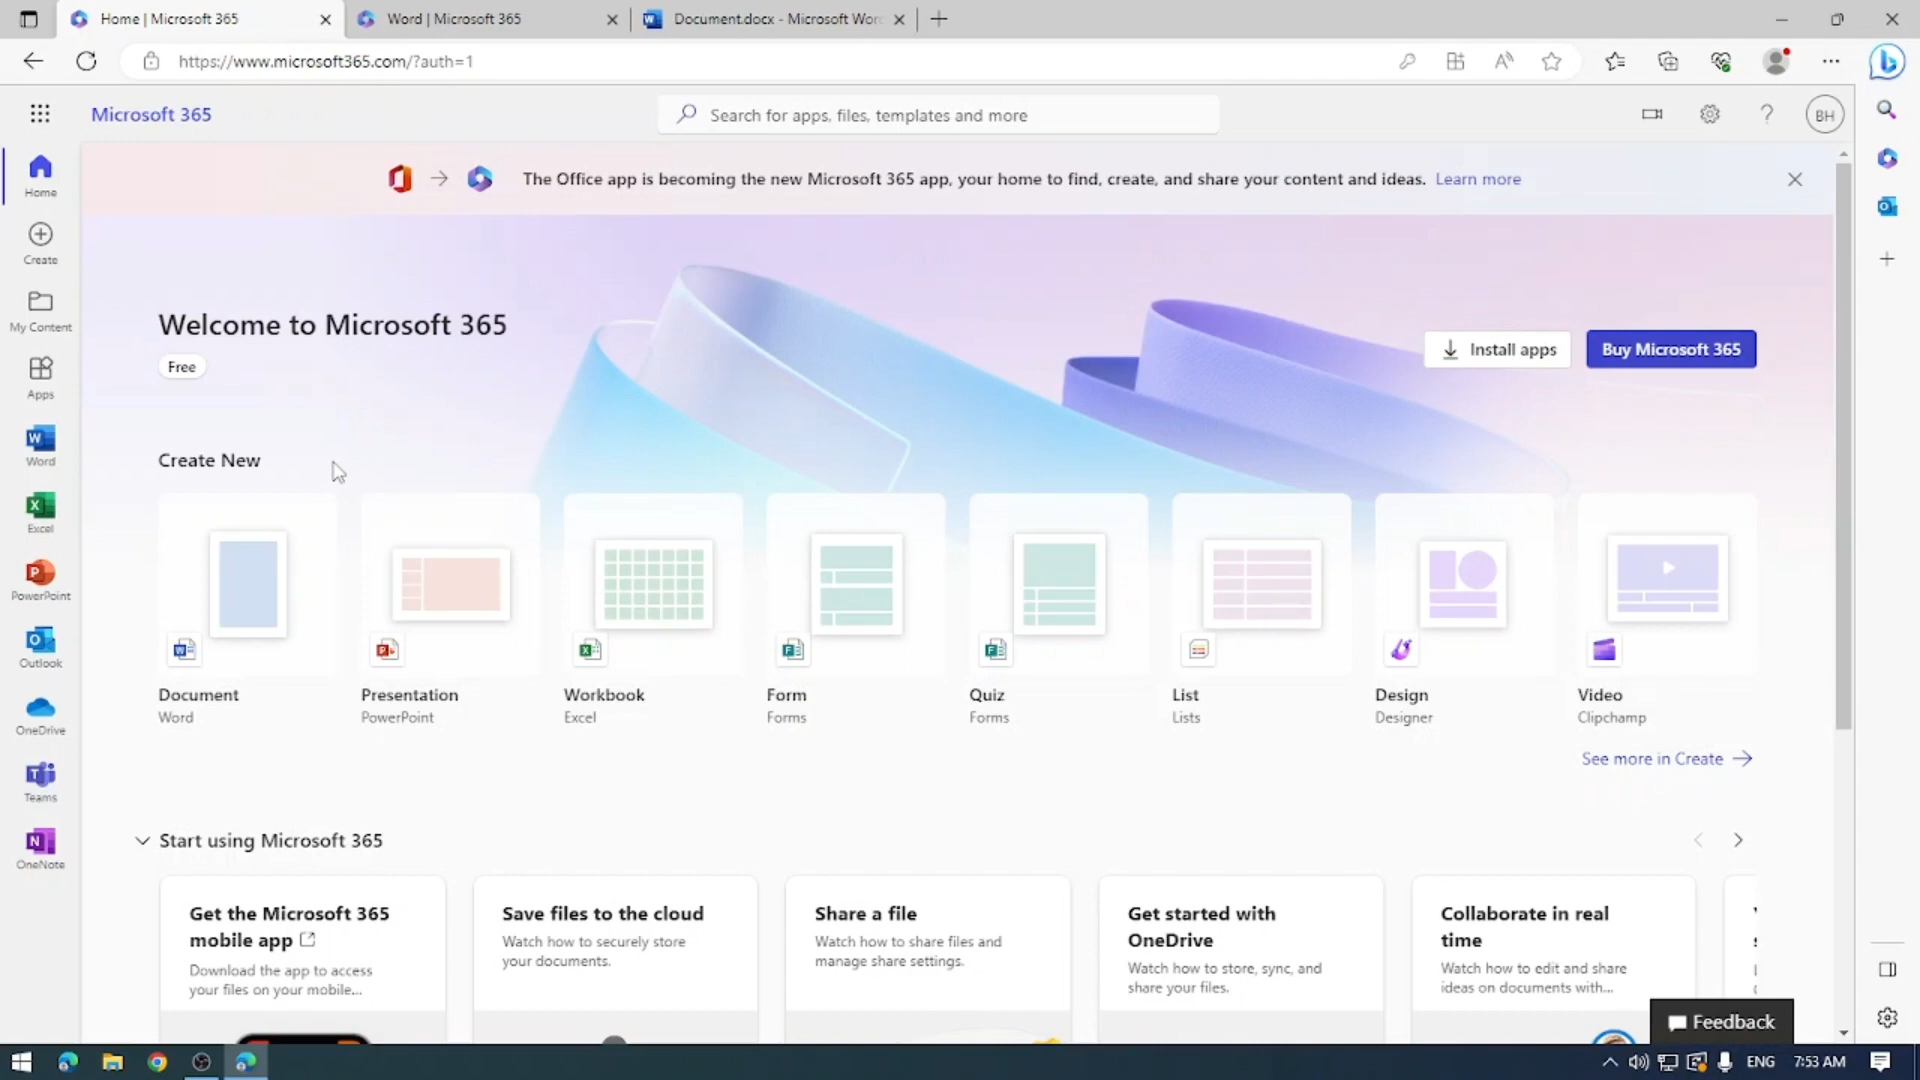 Home | Microsoft 365
Word | Microsoft 365
Document.docx - Microsoft Wor
https://www.microsoft365.com/?auth=1
Microsoft 365
Search for apps, files, templates and more
BH
Home
Create
My Content
Apps
Word
Excel
PowerPoint
Outlook
OneDrive
Teams
OneNote
The Office app is becoming the new Microsoft 365 app, your home to find, create, and share your content and ideas. Learn more
Welcome to Microsoft 365
Free
Install apps
Buy Microsoft 365
Create New
Document
Word
Presentation
PowerPoint
Workbook
Excel
Form
Forms
Quiz
Forms
List
Lists
Design
Designer
Video
Clipchamp
See more in Create
Start using Microsoft 365
Get the Microsoft 365
mobile app
Download the app to access
your files on your mobile...
Save files to the cloud
Watch how to securely store
your documents.
Share a file
Watch how to share files and
manage share settings.
Get started with
OneDrive
Watch how to store, sync, and
share your files.
Collaborate in real
time
Watch how to edit and share
ideas on documents with...
Feedback
ENG
7:53 AM